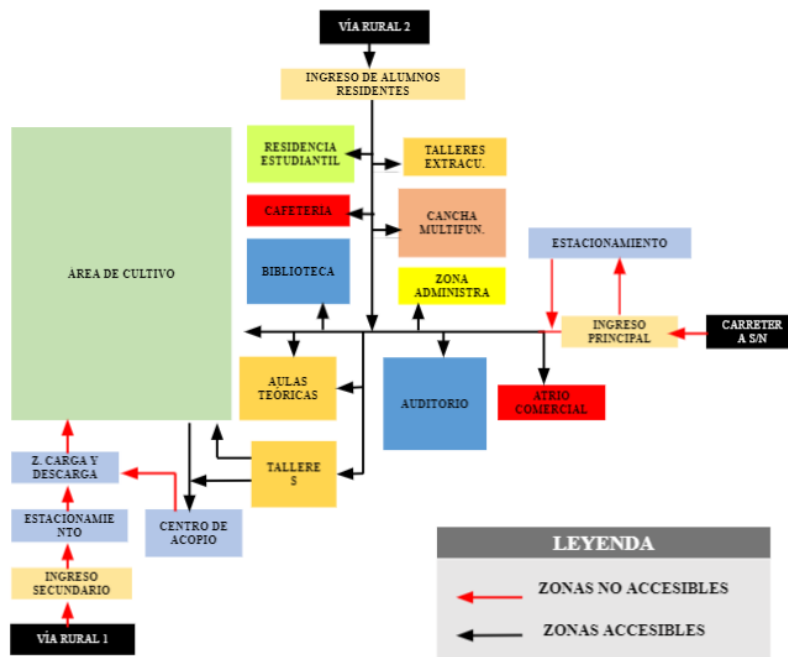 VÍA RURAL 2
INGRESO DE ALUMNOS
RESIDENTES
RESIDENCIA
ESTUDIANTIL
TALLERES
EXTRACU.
CAFETERIA
CANCHA
MULTIFUN.
ESTACIONAMIENTO
ÁREA DE CULTIVO
BIBLIOTECA
ZONA
ADMINISTRA
INGRESO
PRINCIPAL
CARRETER
A S/N
AULAS
TEÓRICAS
AUDITORIO
ATRIO
COMERCIAL
Z. CARGA Y
DESCARGA
TALLERE
S
ESTACIONAMIE
NTO
CENTRO DE
ACOPIO
INGRESO
SECUNDARIO
VÍA RURAL 1
LEYENDA
ZONAS NO ACCESIBLES
ZONAS ACCESIBLES